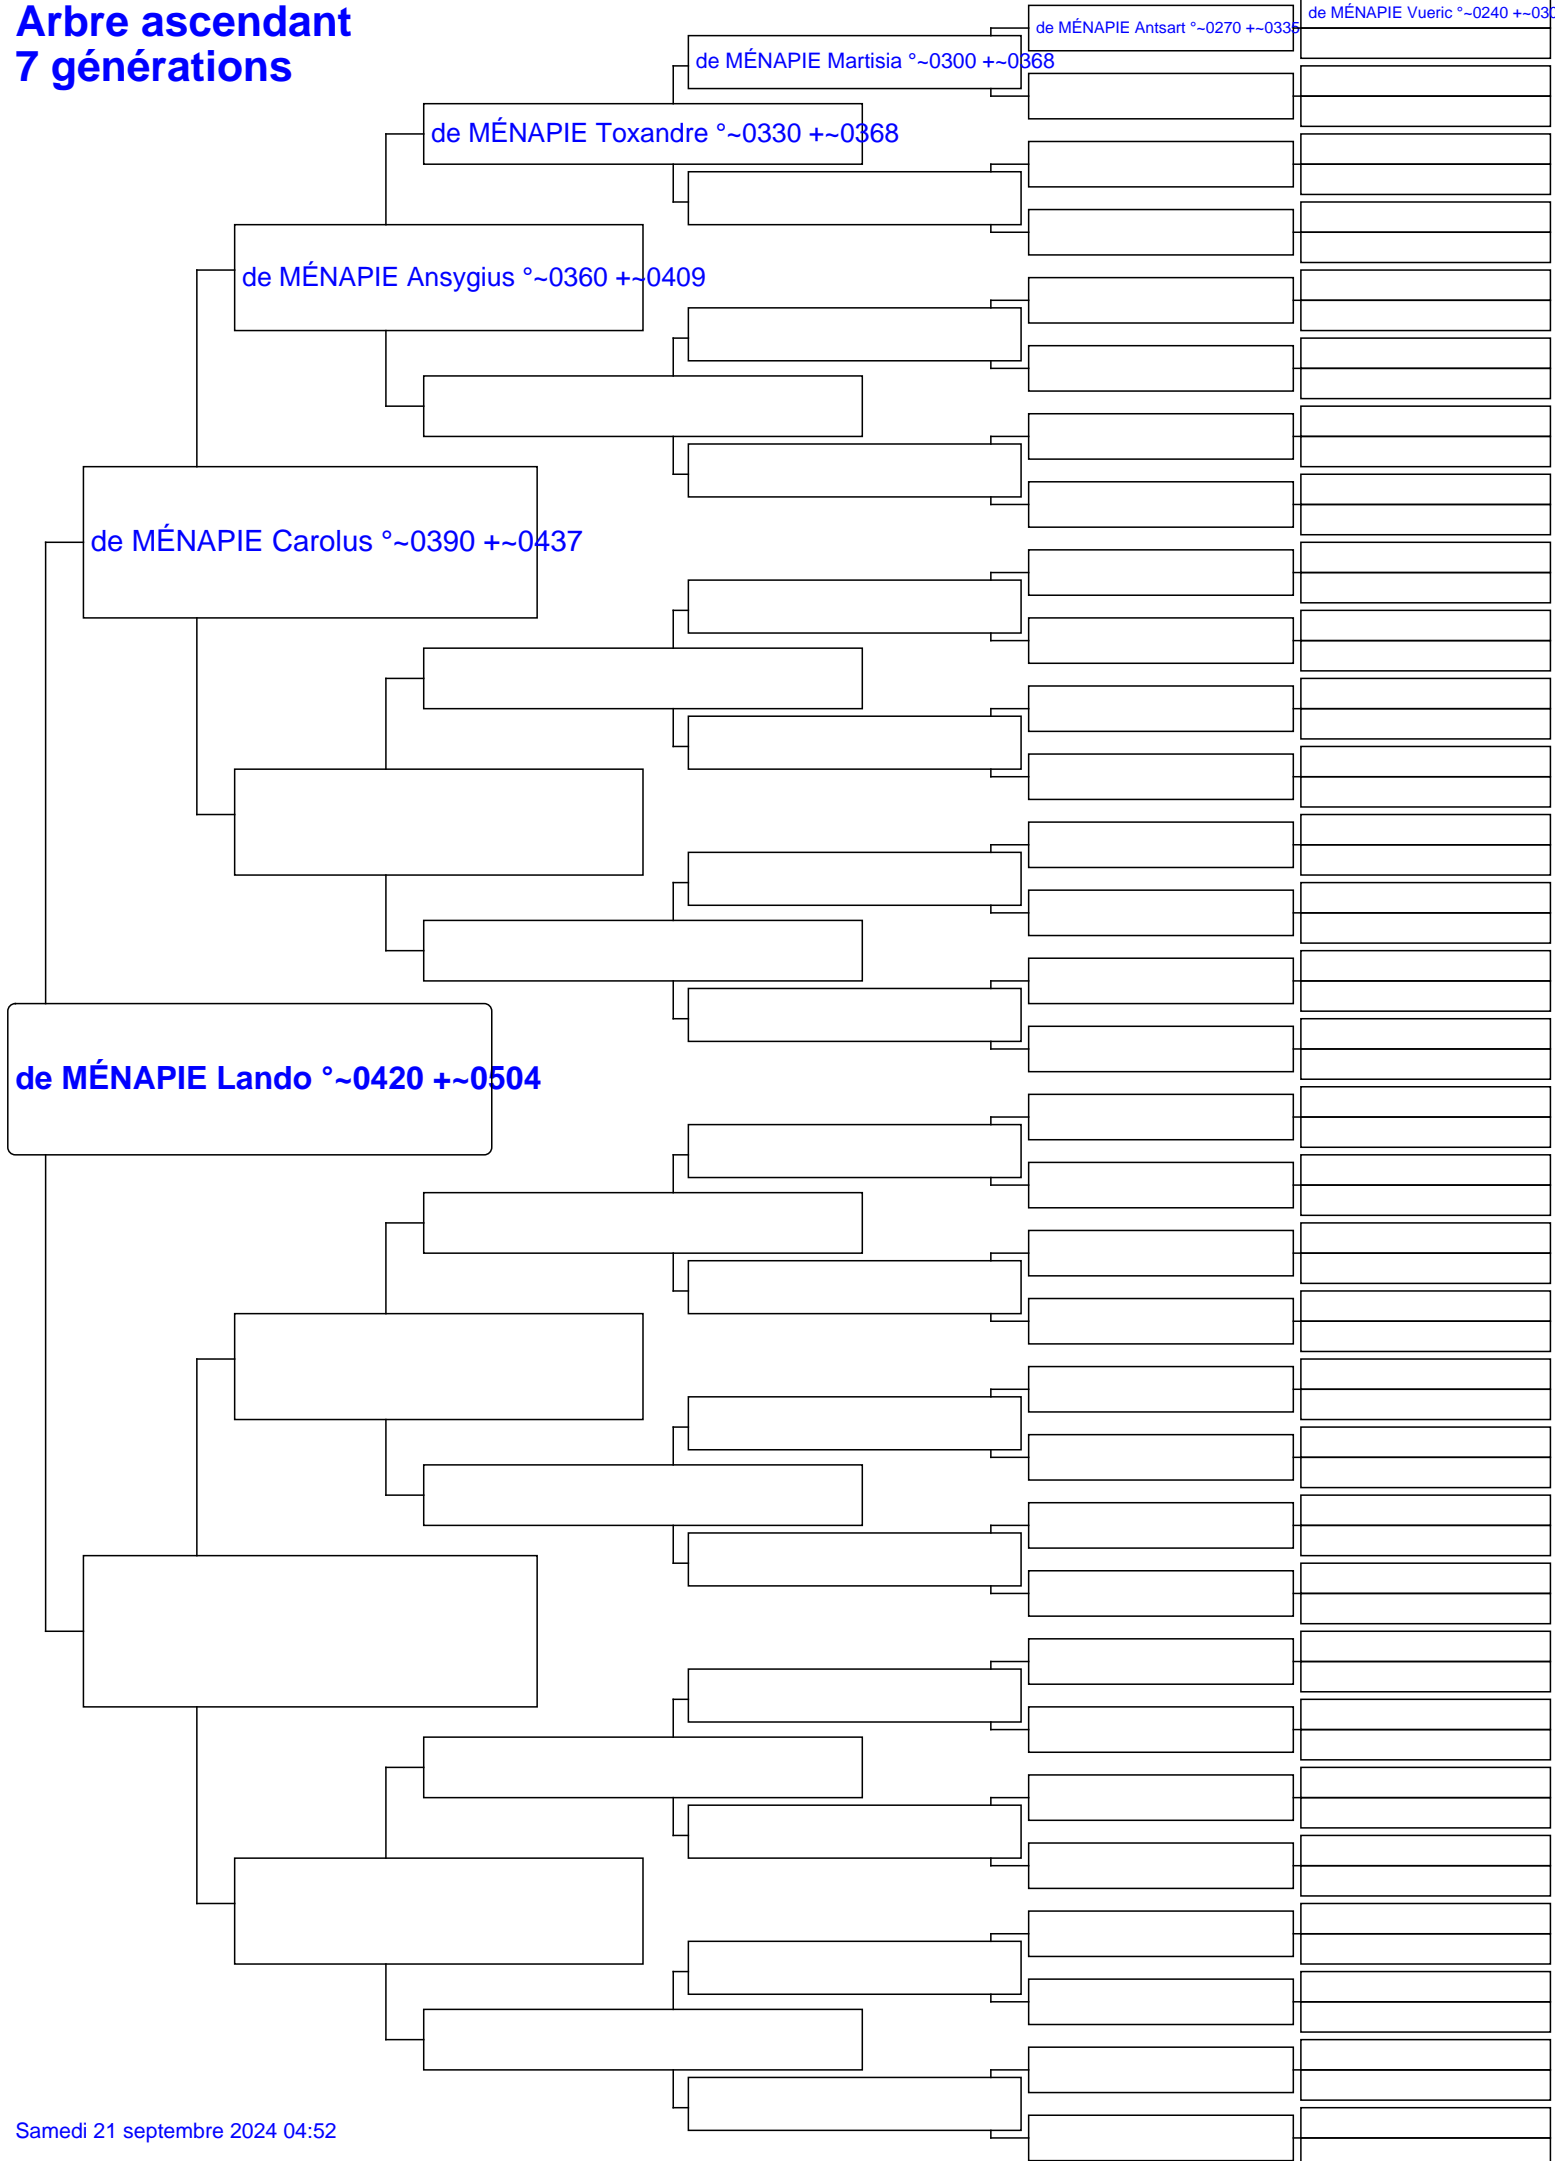 Arbre ascendant
7 générations
de MÉNAPIE Vueric °~0240 +~030
de MÉNAPIE Antsart °~0270 +~0335
de MÉNAPIE Martisia °~0300 +~0368
de MÉNAPIE Toxandre °~0330 +~0368
de MÉNAPIE Ansygius °~0360 +~0409
de MÉNAPIE Carolus °~0390 +~0437
de MÉNAPIE Lando °~0420 +~0504
Samedi 21 septembre 2024 04:52